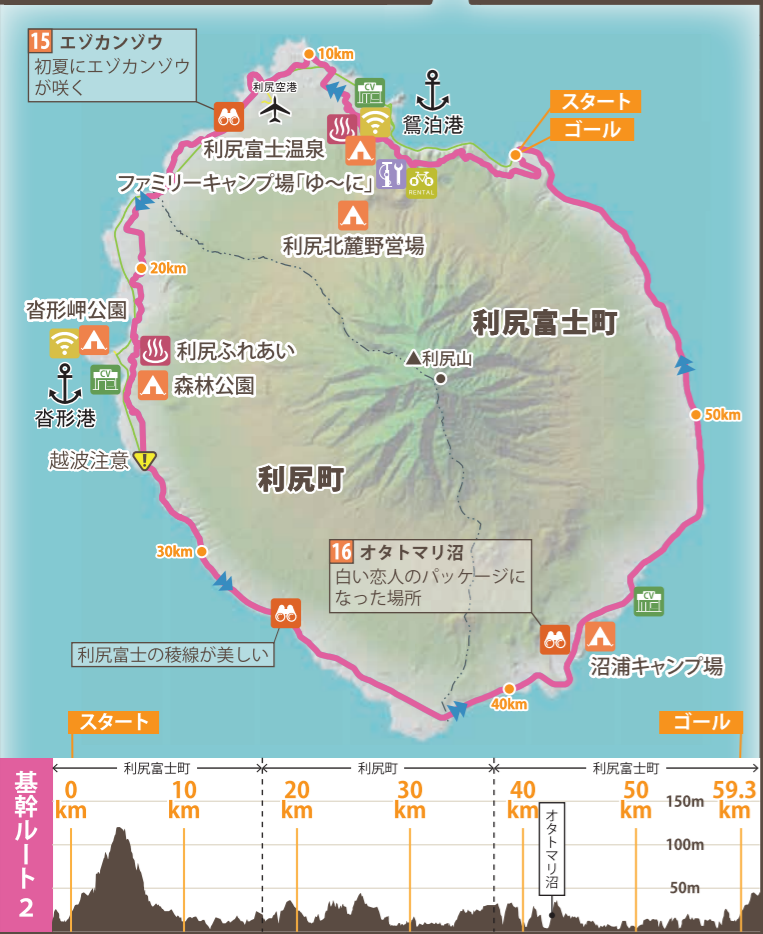 15 エゾカンゾウ
初夏にエゾカンゾウ
が咲く
10km
利尻空港
CV
鴛泊港
スタート
ゴール
利尻富士温泉
ファミリーキャンプ場「ゆ〜に」
RENTAL
利尻北麓野営場
20km
沓形岬公園
利尻富士町
利尻ふれあい
森林公園
利尻山
CV
沓形港
50km
越波注意
利尻町
30km
16 オタトマリ沼
白い恋人のパッケージに
なった場所
CV
利尻富士の稜線が美しい
沼浦キャンプ場
40km
スタート
ゴール
利尻富士町
利尻町
利尻富士町
基幹ルート2
0
km
10
km
20
km
30
km
40
km
50
km
59.3
km
150m
100m
50m
オタトマリ沼